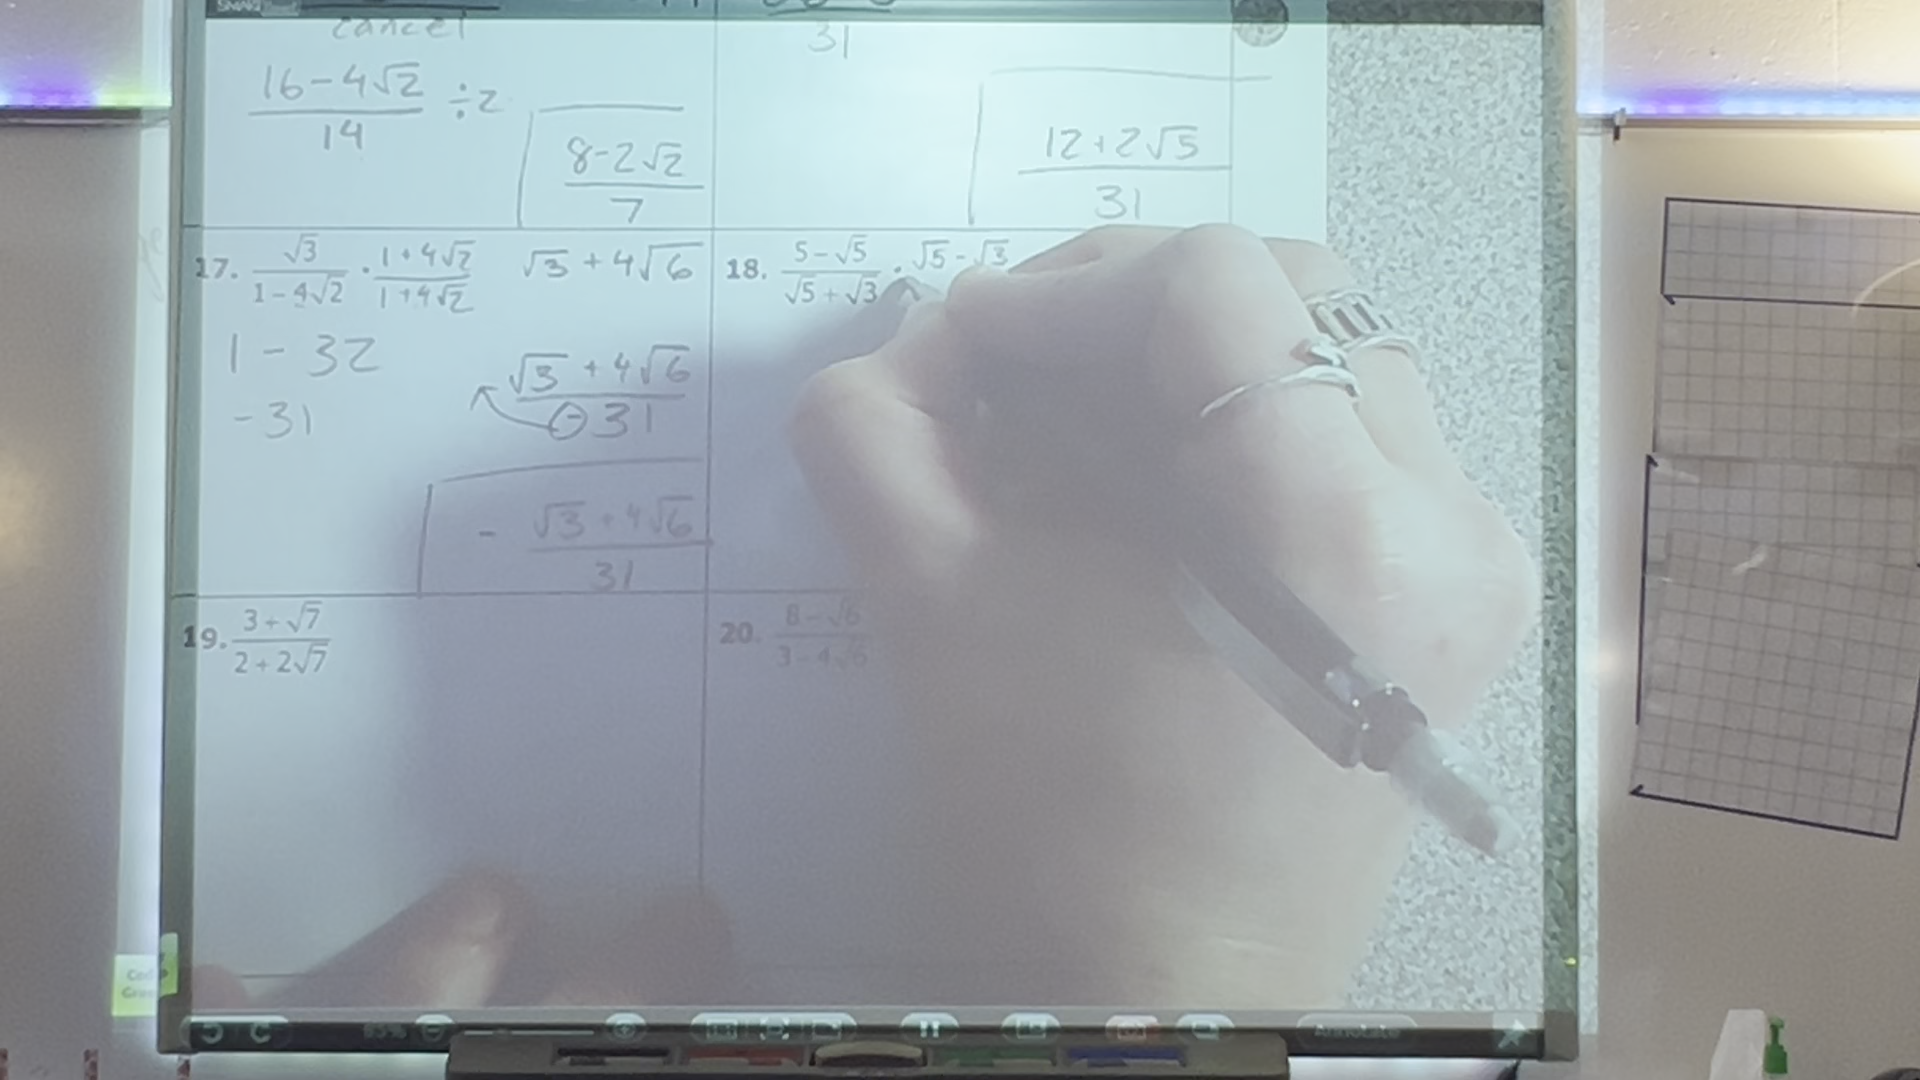 SMART
cancel
31
16-4√2 / 14 ÷2
8-2√2 / 7
12+2√5 / 31
17. √3 / 1-4√2 · 1+4√2 / 1+4√2
√3+4√6
1-32
-31
√3+4√6 / -31
- √3+4√6 / 31
18. 5-√5 / √5+√3 · √5-√3
19. 3+√7 / 2+2√7
20. 8-√6 / 3-4√6
Annotate